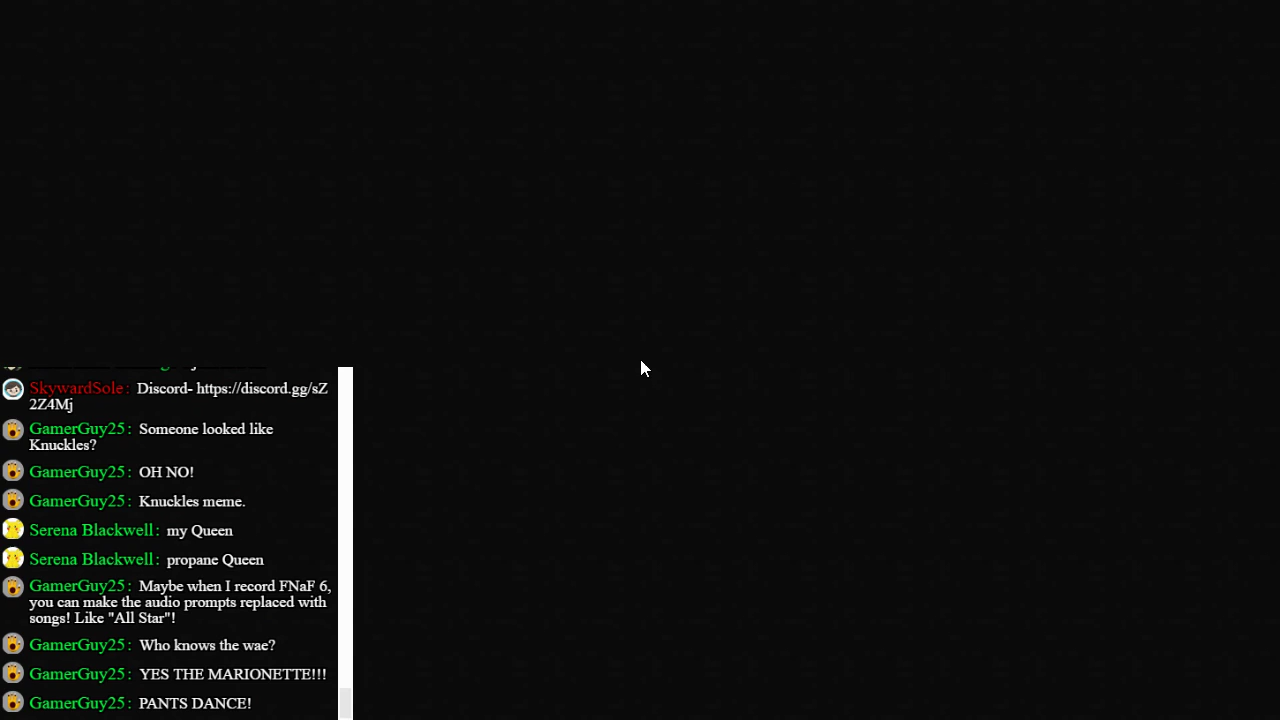 SkywardSole: Discord- https://discord.gg/sZ
2Z4Mj
GamerGuy25: Someone looked like
Knuckles?
GamerGuy25: OH NO!
GamerGuy25: Knuckles meme.
Serena Blackwell: my Queen
Serena Blackwell: propane Queen
GamerGuy25: Maybe when I record FNaF 6,
you can make the audio prompts replaced with
songs! Like "All Star"!
GamerGuy25: Who knows the wae?
GamerGuy25: YES THE MARIONETTE!!!
GamerGuy25: PANTS DANCE!